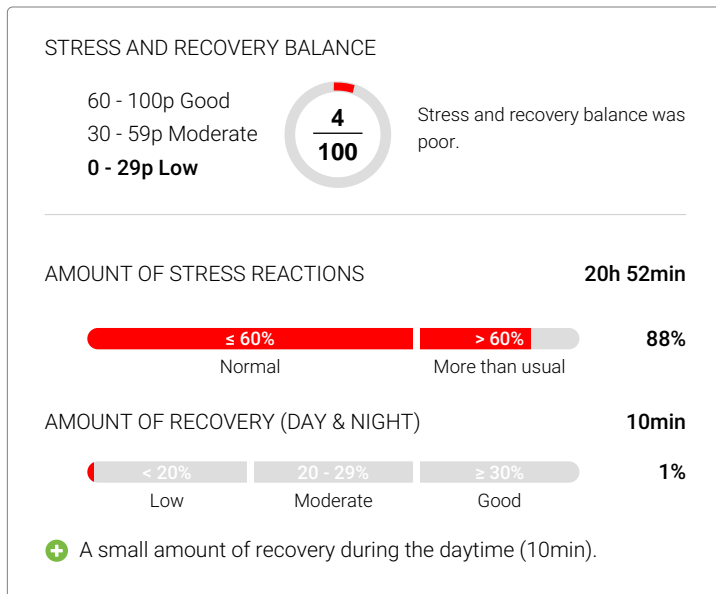 STRESS AND RECOVERY BALANCE
60 - 100p Good
30 - 59p Moderate
0 - 29p Low
4
100
Stress and recovery balance was
poor.
AMOUNT OF STRESS REACTIONS 20h 52min
≤ 60% > 60% 88%
Normal More than usual
AMOUNT OF RECOVERY (DAY & NIGHT) 10min
< 20% 20 - 29% ≥ 30% 1%
Low Moderate Good
A small amount of recovery during the daytime (10min).